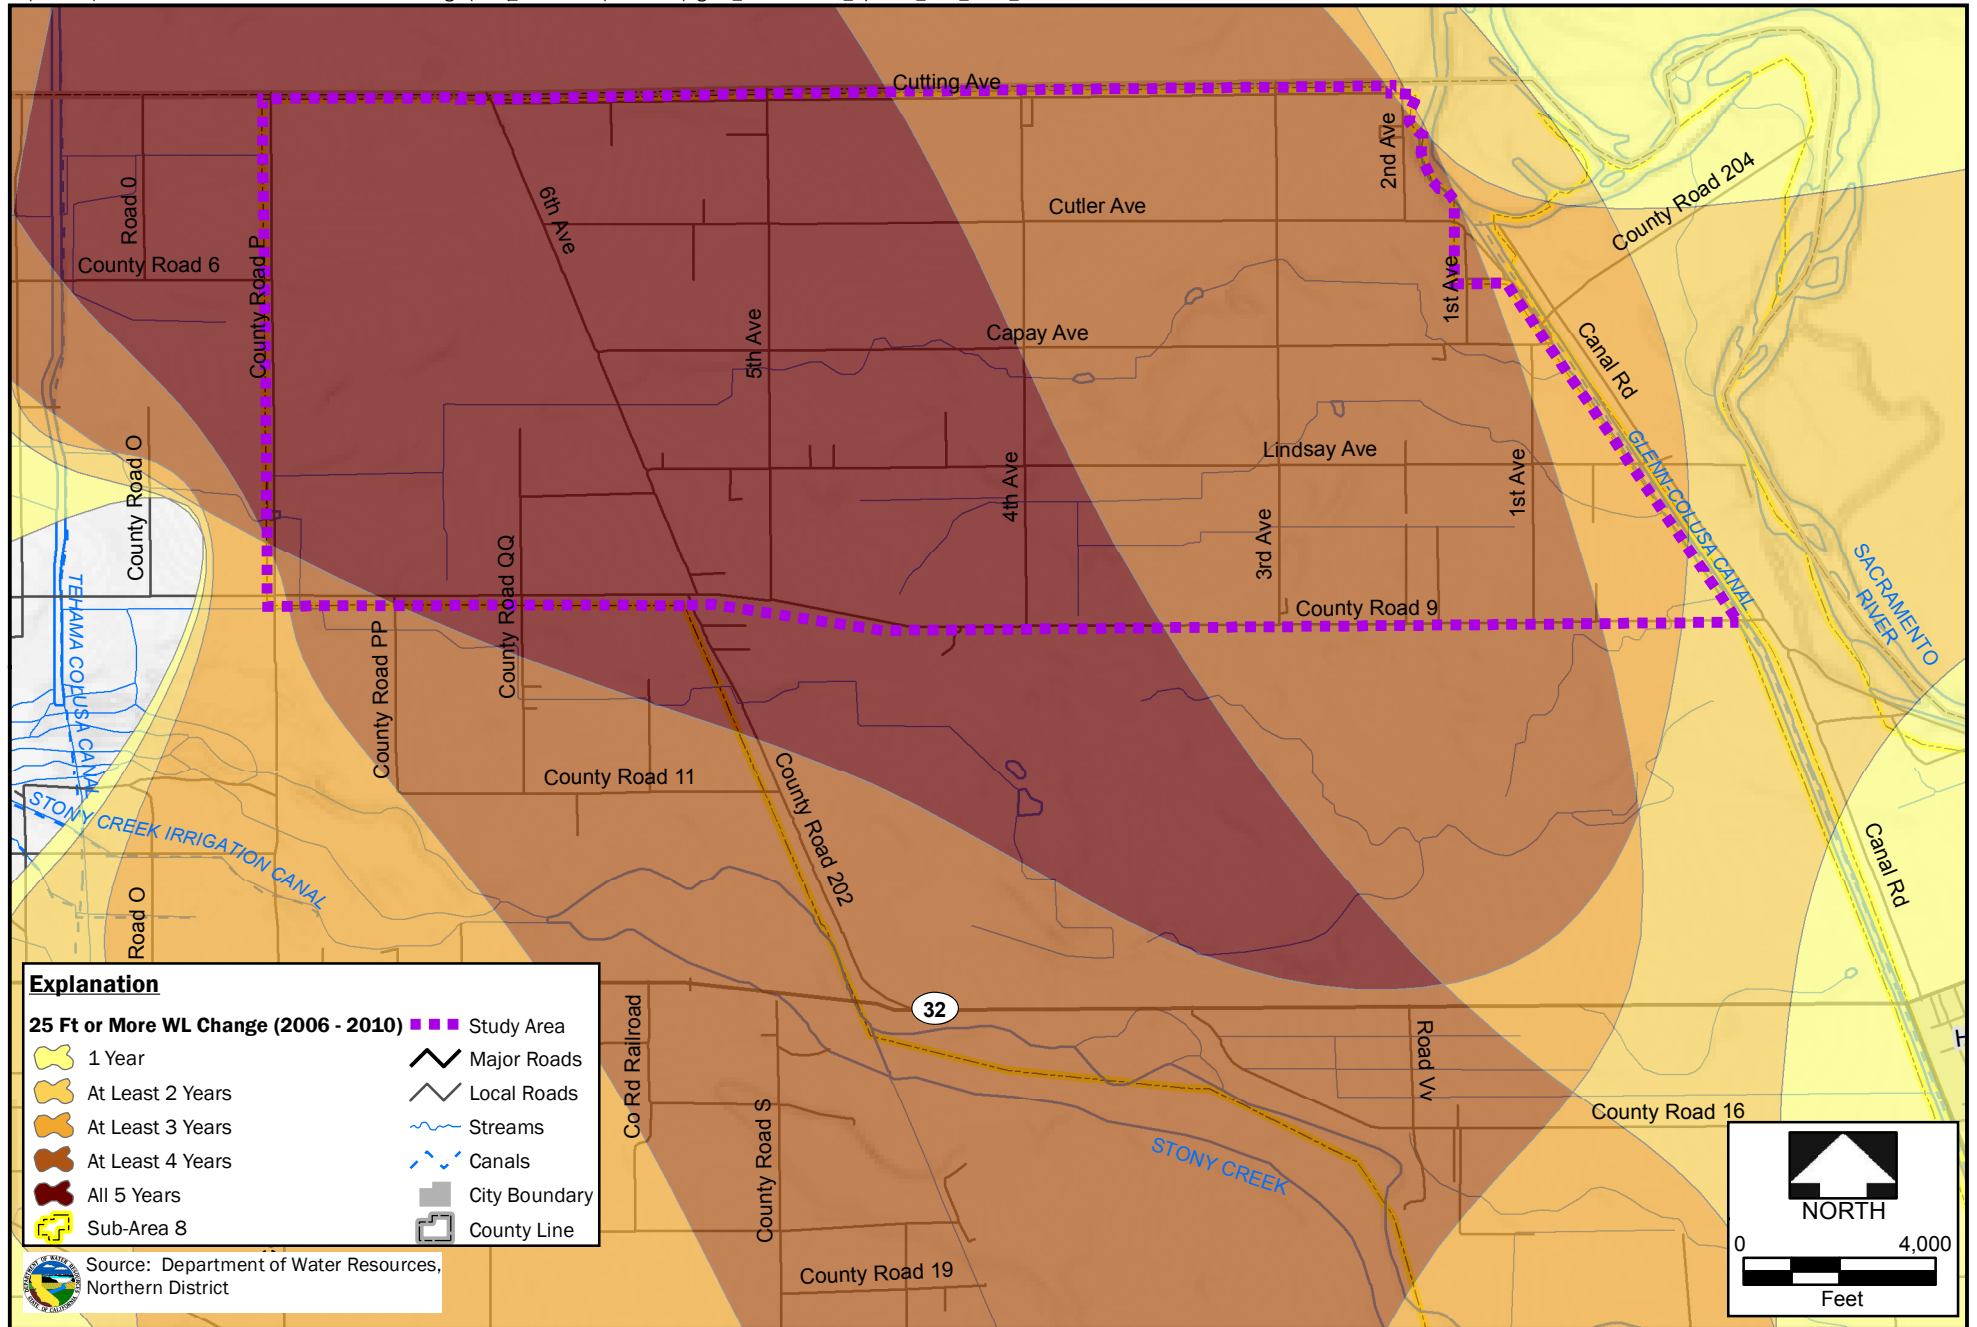 Cutting Ave
2nd Ave
County Road 204
Road 0
6th Ave
Cutler Ave
County Road 6
County Road P
1st Ave
5th Ave
Capay Ave
Canal Rd
County Road O
Lindsay Ave
4th Ave
1st Ave
GLENN-COLUSA CANAL
County Road QQ
3rd Ave
SACRAMENTO
RIVER
TEHAMA COLUSA CANAL
County Road 9
County Road PP
County Road 11
County Road 202
STONY CREEK IRRIGATION CANAL
Canal Rd
Road O
32
Co Rd Railroad
Road Vv
County Road S
County Road 16
STONY CREEK
County Road 19
H
Explanation
25 Ft or More WL Change (2006 - 2010)
1 Year
At Least 2 Years
At Least 3 Years
At Least 4 Years
All 5 Years
Sub-Area 8
Study Area
Major Roads
Local Roads
Streams
Canals
City Boundary
County Line
Source: Department of Water Resources,
Northern District
NORTH
0 4,000
Feet